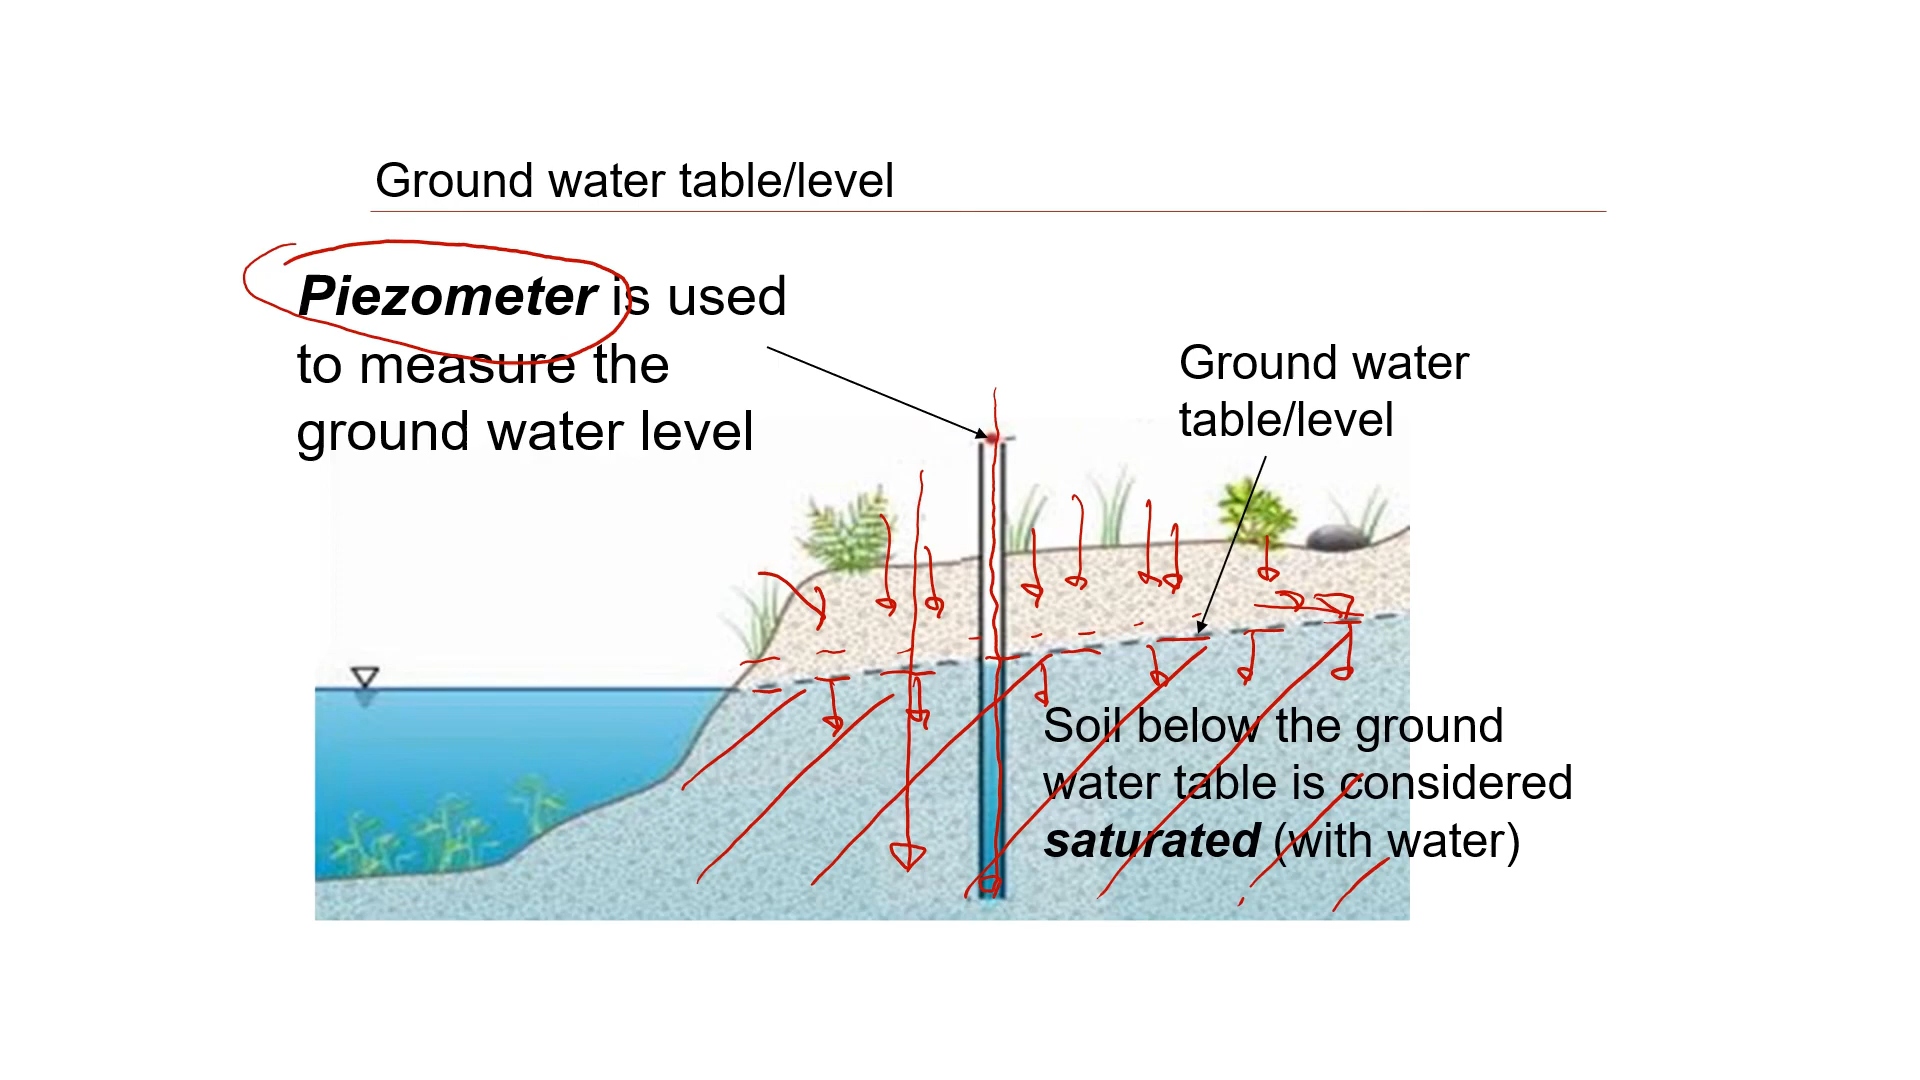 Ground water table/level
Piezometer is used
to measure the
ground water level
Ground water
table/level
Soil below the ground
water table is considered
saturated (with water)